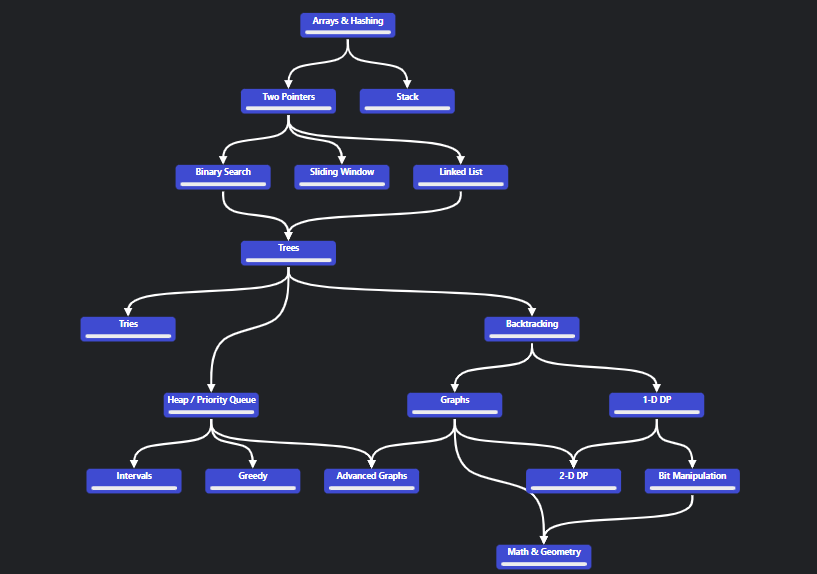 Arrays & Hashing
Two Pointers
Stack
Binary Search
Sliding Window
Linked List
Trees
Tries
Backtracking
Heap / Priority Queue
Graphs
1-D DP
Intervals
Greedy
Advanced Graphs
2-D DP
Bit Manipulation
Math & Geometry